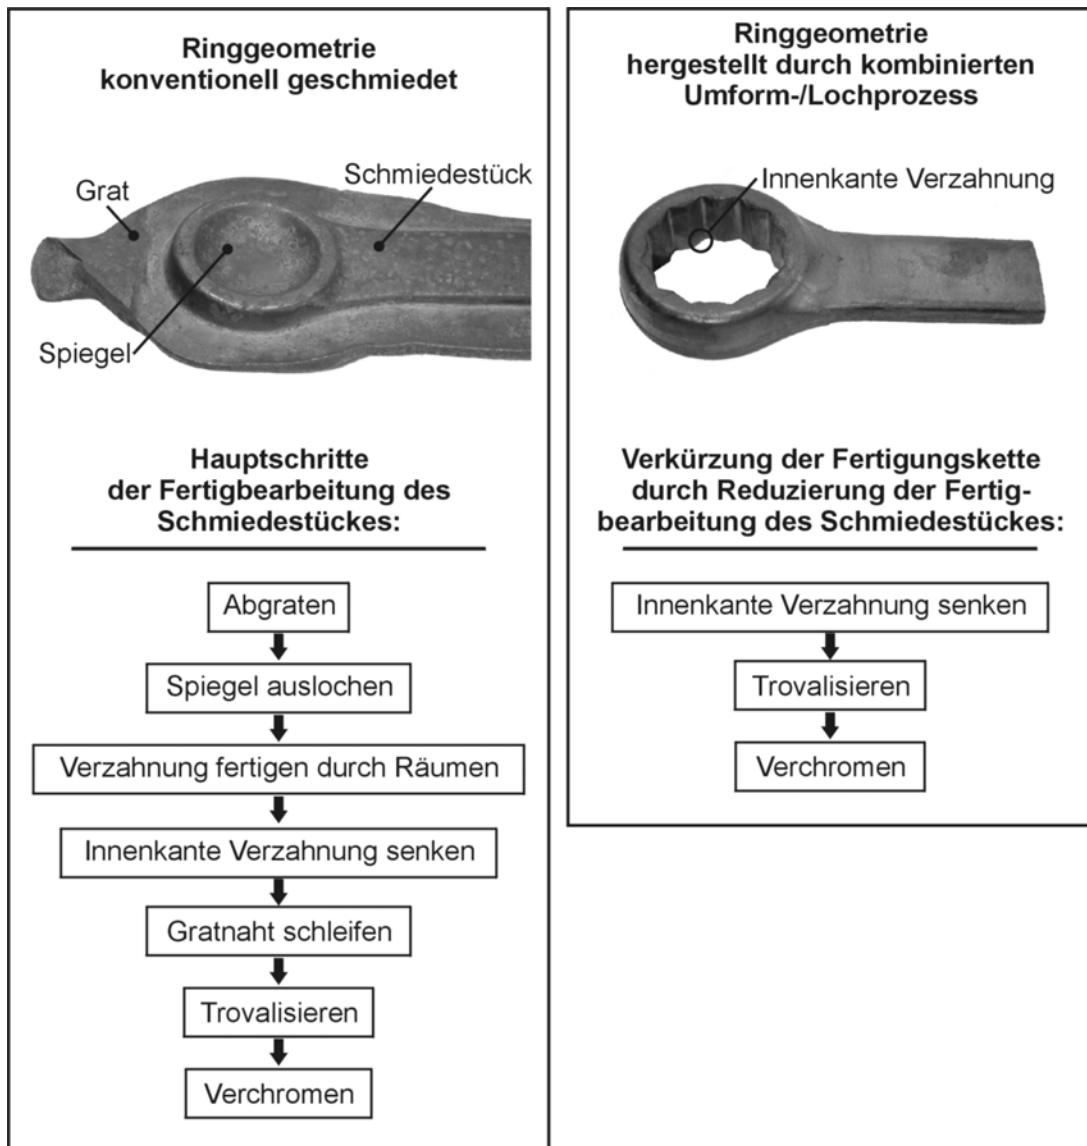 Ringgeometrie
konventionell geschmiedet
Grat
Schmiedestück
Spiegel
Hauptschritte
der Fertigbearbeitung des
Schmiedestückes:
Abgraten
Spiegel auslochen
Verzahnung fertigen durch Räumen
Innenkante Verzahnung senken
Gratnaht schleifen
Trovalisieren
Verchromen
Ringgeometrie
hergestellt durch kombinierten
Umform-/Lochprozess
Innenkante Verzahnung
Verkürzung der Fertigungskette
durch Reduzierung der Fertig-
bearbeitung des Schmiedestückes:
Innenkante Verzahnung senken
Trovalisieren
Verchromen